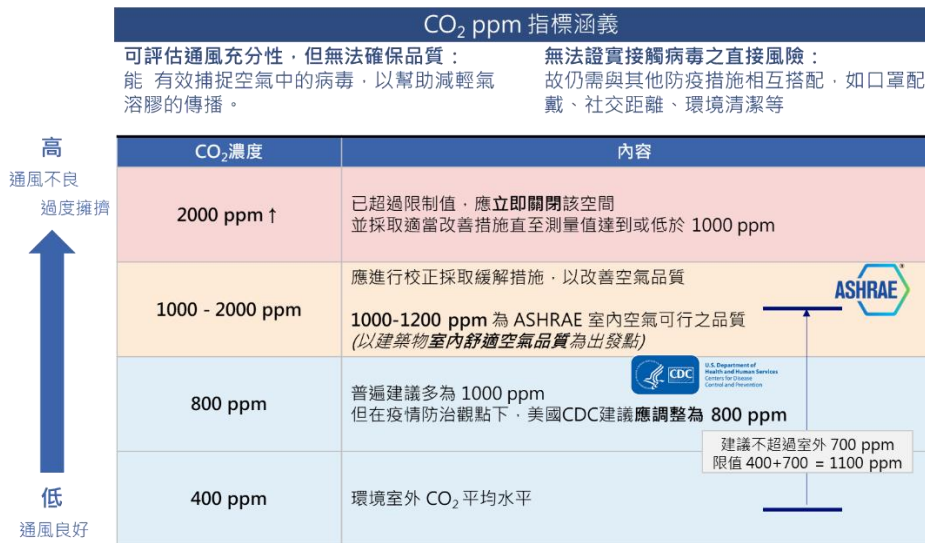 CO₂ ppm 指標涵義
可評估通風充分性，但無法確保品質：
能 有效捕捉空氣中的病毒，以幫助減輕氣
溶膠的傳播。
無法證實接觸病毒之直接風險：
故仍需與其他防疫措施相互搭配，如口罩配
戴、社交距離、環境清潔等
高
通風不良
過度擁擠
低
通風良好
CO₂濃度
內容
2000 ppm ↑
已超過限制值，應立即關閉該空間
並採取適當改善措施直至測量值達到或低於 1000 ppm
1000 - 2000 ppm
應進行校正採取緩解措施，以改善空氣品質
1000-1200 ppm 為 ASHRAE 室內空氣可行之品質
(以建築物室內舒適空氣品質為出發點)
ASHRAE
®
800 ppm
普遍建議多為 1000 ppm
但在疫情防治觀點下，美國CDC建議應調整為 800 ppm
CDC
U.S. Department of
Health and Human Services
Centers for Disease
Control and Prevention
建議不超過室外 700 ppm
限值 400+700 = 1100 ppm
400 ppm
環境室外 CO₂ 平均水平